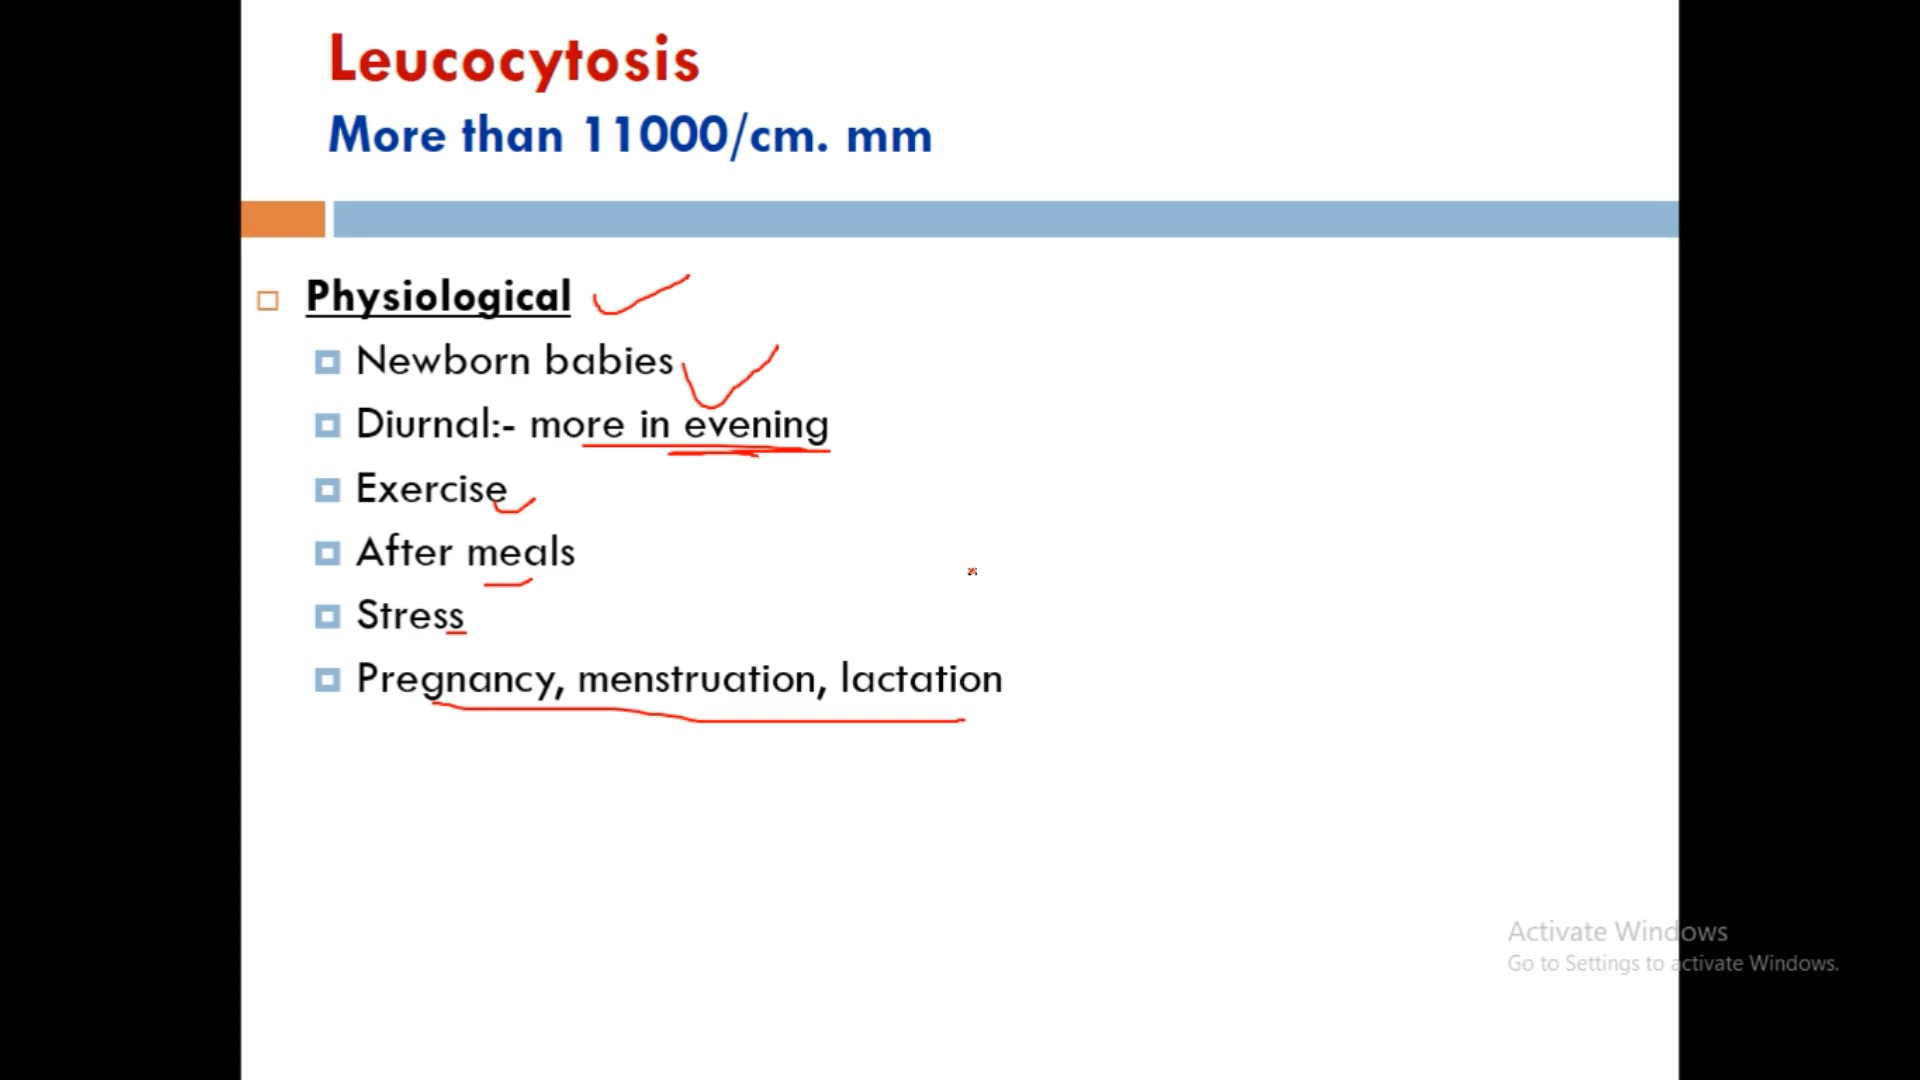 Leucocytosis
More than 11000/cm. mm
Physiological
Newborn babies
Diurnal:- more in evening
Exercise
After meals
Stress
Pregnancy, menstruation, lactation
Activate Windows
Go to Settings to activate Windows.